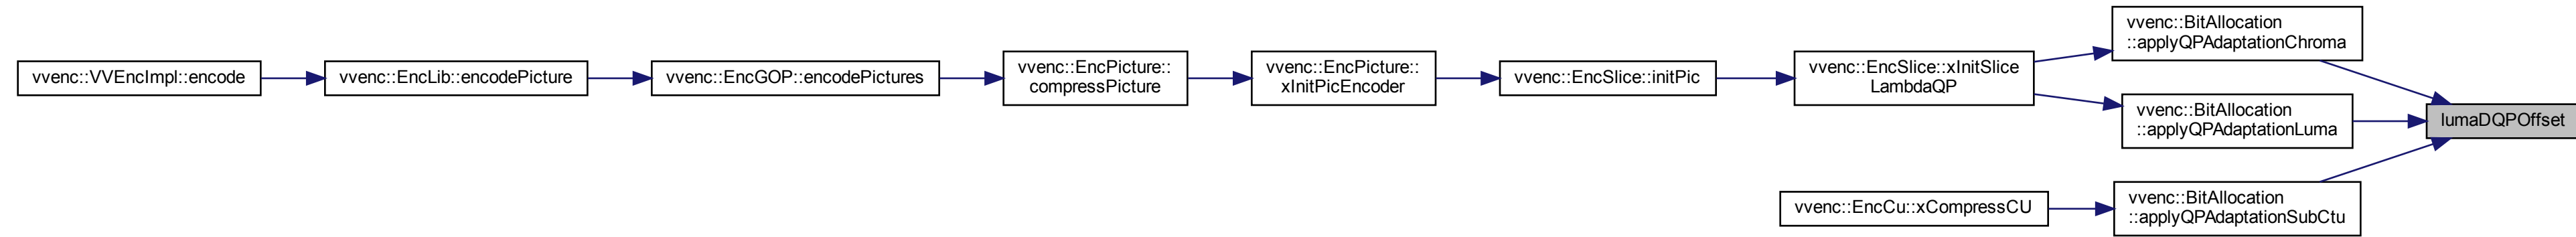 vvenc::VVEncImpl::encode
vvenc::EncLib::encodePicture
vvenc::EncGOP::encodePictures
vvenc::EncPicture::
compressPicture
vvenc::EncPicture::
xInitPicEncoder
vvenc::EncSlice::initPic
vvenc::EncSlice::xInitSlice
LambdaQP
vvenc::BitAllocation
::applyQPAdaptationChroma
vvenc::BitAllocation
::applyQPAdaptationLuma
lumaDQPOffset
vvenc::EncCu::xCompressCU
vvenc::BitAllocation
::applyQPAdaptationSubCtu